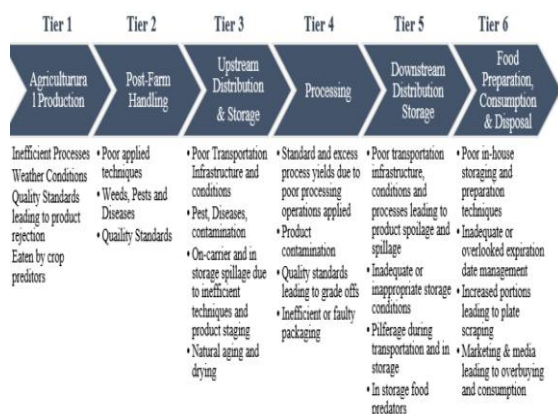 Tier 1
Tier 2
Tier 3
Tier 4
Tier 5
Tier 6
Agriculturura
l Production
Post-Farm
Handling
Upstream
Distribution
& Storage
Processing
Downstream
Distribution
Storage
Food
Preparation,
Consumption
& Disposal
Inefficient Processes
Weather Conditions
Quality Standards
leading to product
rejection
Eaten by crop
preditors
• Poor applied
techniques
• Weeds, Pests and
Diseases
• Quaility Standards
• Poor Transportation
Infrastructure and
conditions
• Pest, Diseases,
contamination
• On-carrier and in
storage spillage due
to inefficient
techniques and
product staging
• Natural aging and
drying
• Standard and excess
process yields due to
poor processing
operations applied
• Product
contamination
• Quality standards
leading to grade offs
• Inefficient or faulty
packaging
• Poor transportation
infrastructure,
conditions and
processes leading to
product spoilage and
spillage
• Inadequate or
inappropriate storage
conditions
• Pilferage during
transportation and in
storage
• In storage food
predators
• Poor in-house
storaging and
preparation
techniques
• Inadequate or
overlooked expiration
date management
• Increased portions
leading to plate
scraping
• Marketing & media
leading to overbuying
and consumption